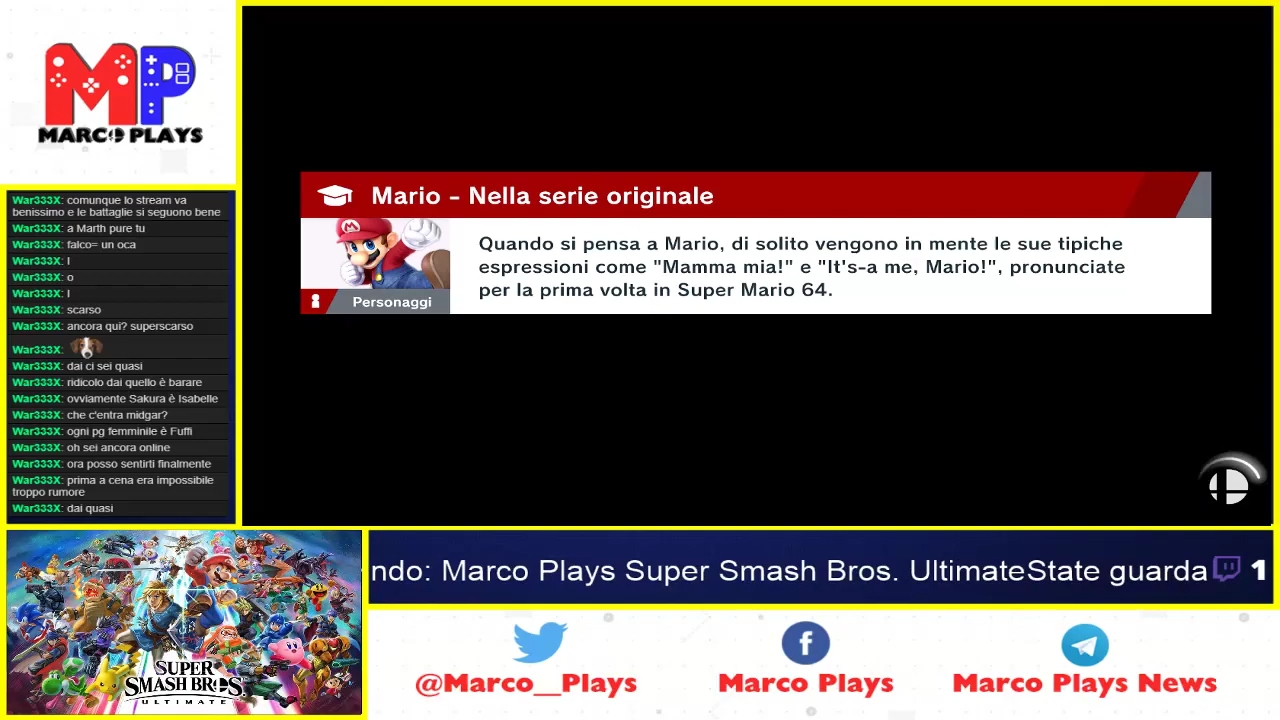 MP
MARCO PLAYS
War333X: comunque lo stream va
benissimo e le battaglie si seguono bene
War333X: a Marth pure tu
War333X: falco= un oca
War333X: l
War333X: o
War333X: l
War333X: scarso
War333X: ancora qui? superscarso
War333X:
War333X: dai ci sei quasi
War333X: ridicolo dai quello è barare
War333X: ovviamente Sakura è Isabelle
War333X: che c'entra midgar?
War333X: ogni pg femminile è Fuffi
War333X: oh sei ancora online
War333X: ora posso sentirti finalmente
War333X: prima a cena era impossibile
troppo rumore
War333X: dai quasi
Mario - Nella serie originale
Quando si pensa a Mario, di solito vengono in mente le sue tipiche
espressioni come "Mamma mia!" e "It's-a me, Mario!", pronunciate
per la prima volta in Super Mario 64.
Personaggi
SUPER
SMASH BROS.
ULTIMATE
ndo: Marco Plays Super Smash Bros. UltimateState guarda 1
@Marco__Plays
Marco Plays
Marco Plays News